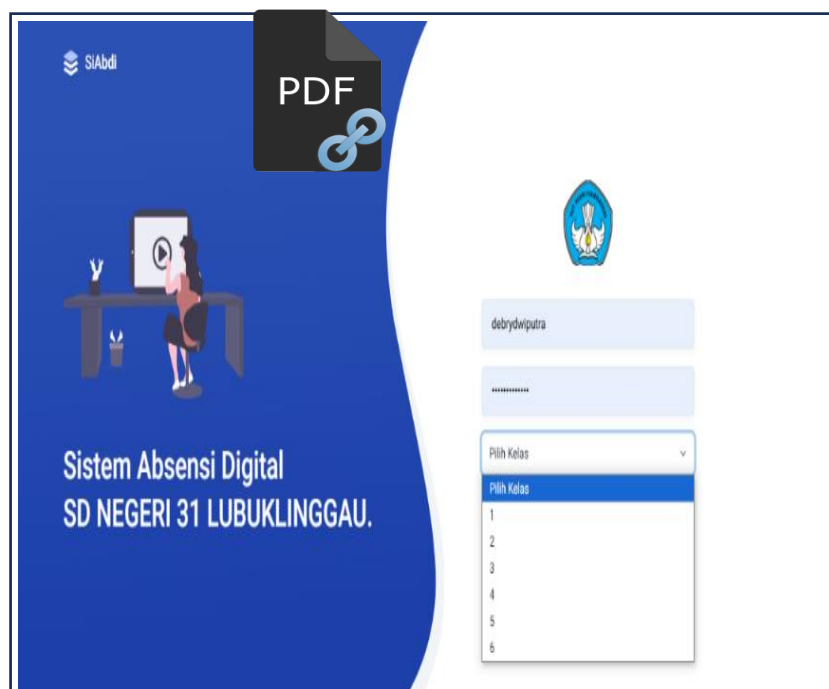 SiAbdi
PDF
debrydwiputra
•••••••••••••
Pilih Kelas
Pilih Kelas
1
2
3
4
5
6
Sistem Absensi Digital
SD NEGERI 31 LUBUKLINGGAU.